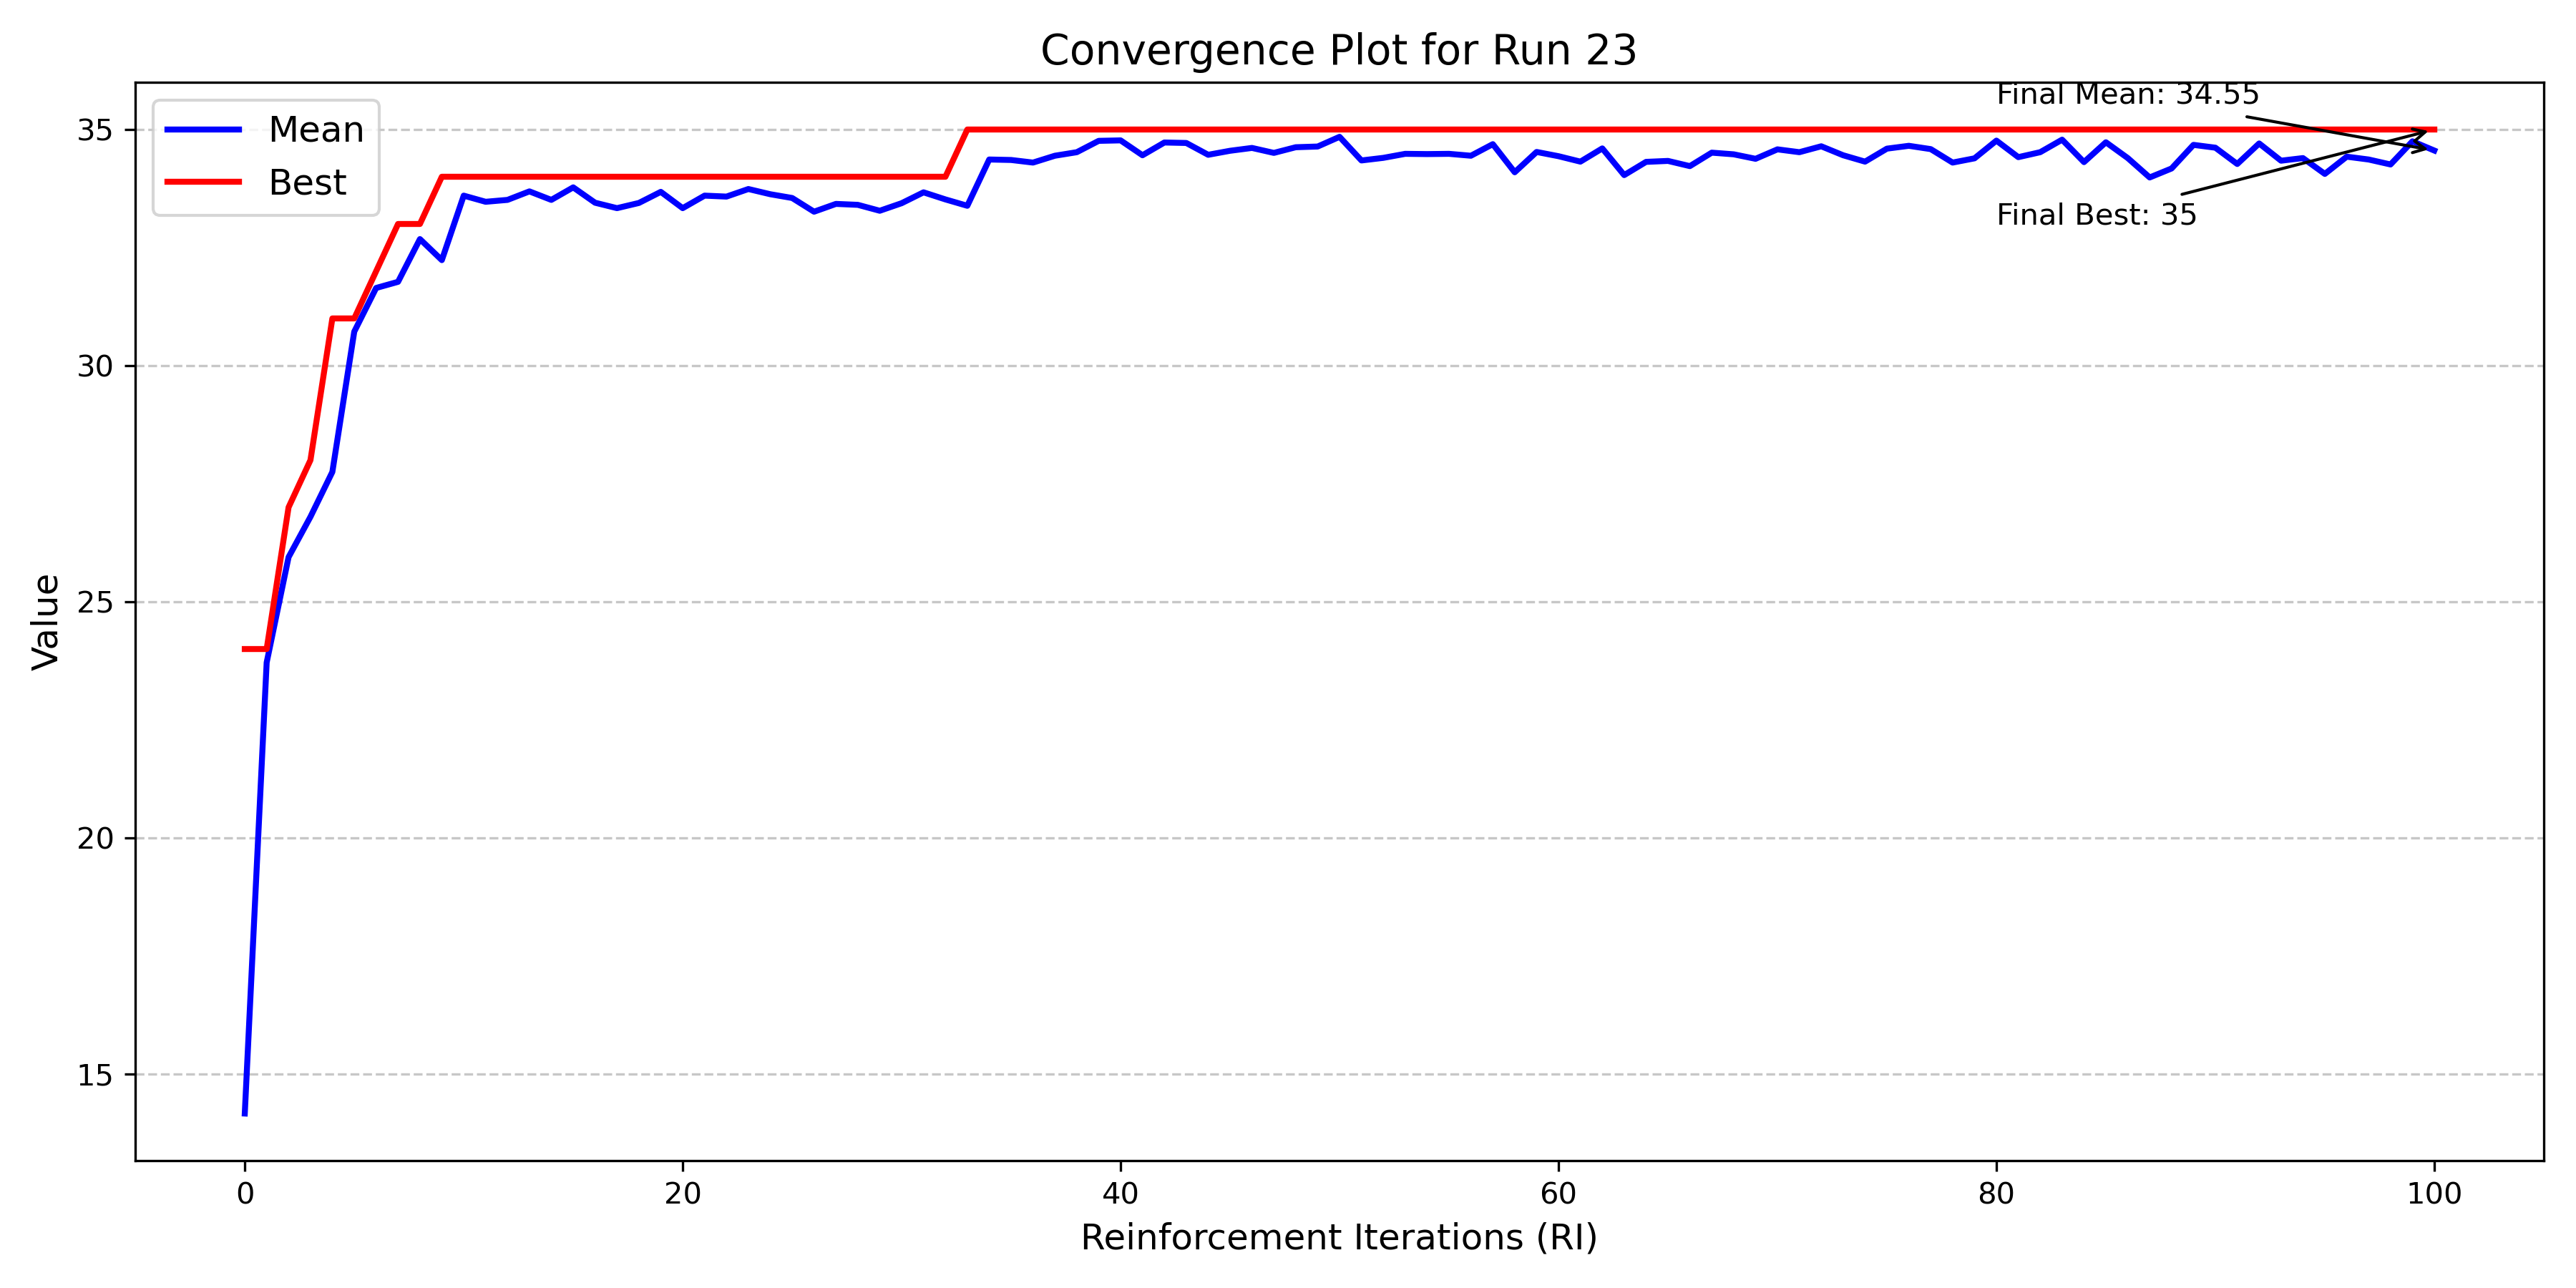 Convergence Plot for Run 23
Mean
Best
Final Mean: 34.55
Final Best: 35
Value
35
30
25
20
15
0
20
40
60
80
100
Reinforcement Iterations (RI)